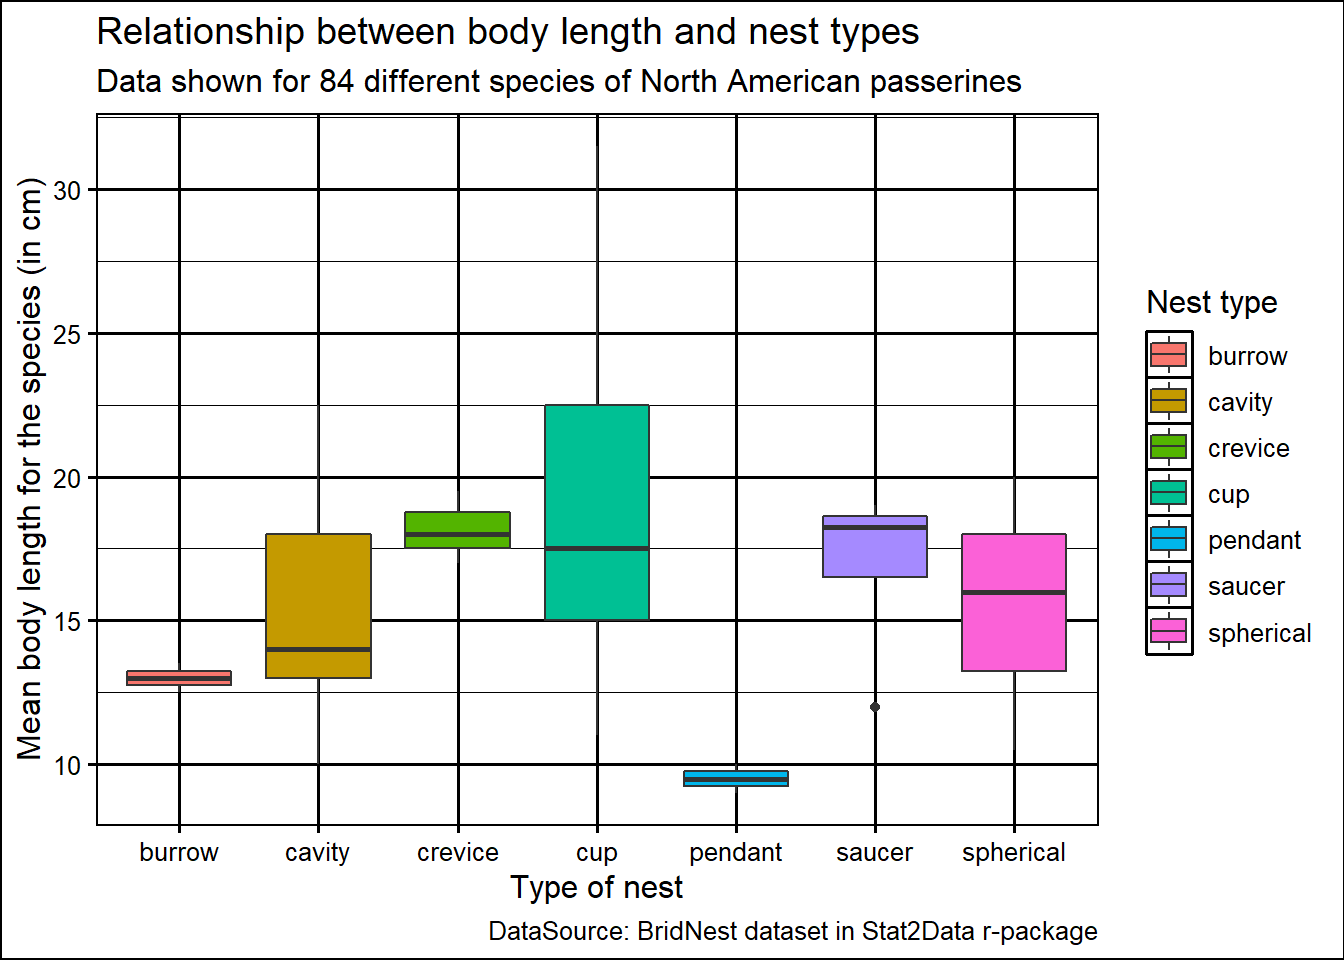 Relationship between body length and nest types
Data shown for 84 different species of North American passerines
Mean body length for the species (in cm)
30
25
20
15
10
burrow
cavity
crevice
cup
pendant
saucer
spherical
Type of nest
Nest type
burrow
cavity
crevice
cup
pendant
saucer
spherical
DataSource: BridNest dataset in Stat2Data r-package